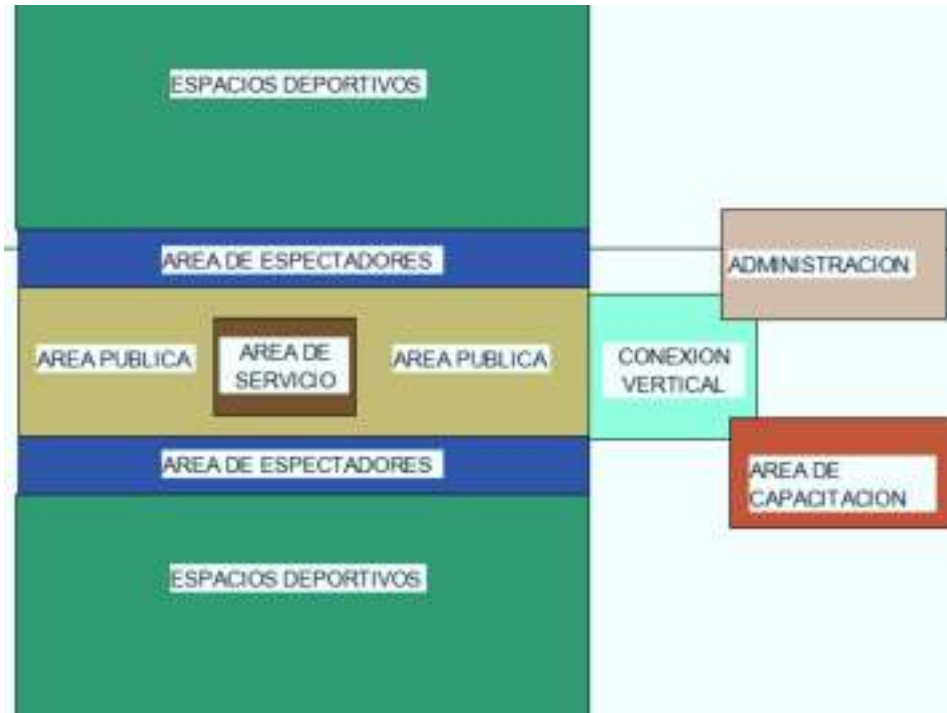 ESPACIOS DEPORTIVOS
AREA DE ESPECTADORES
ADMINISTRACION
AREA PUBLICA
AREA DE
SERVICIO
AREA PUBLICA
CONEXION
VERTICAL
AREA DE ESPECTADORES
AREA DE
CAPACITACION
ESPACIOS DEPORTIVOS